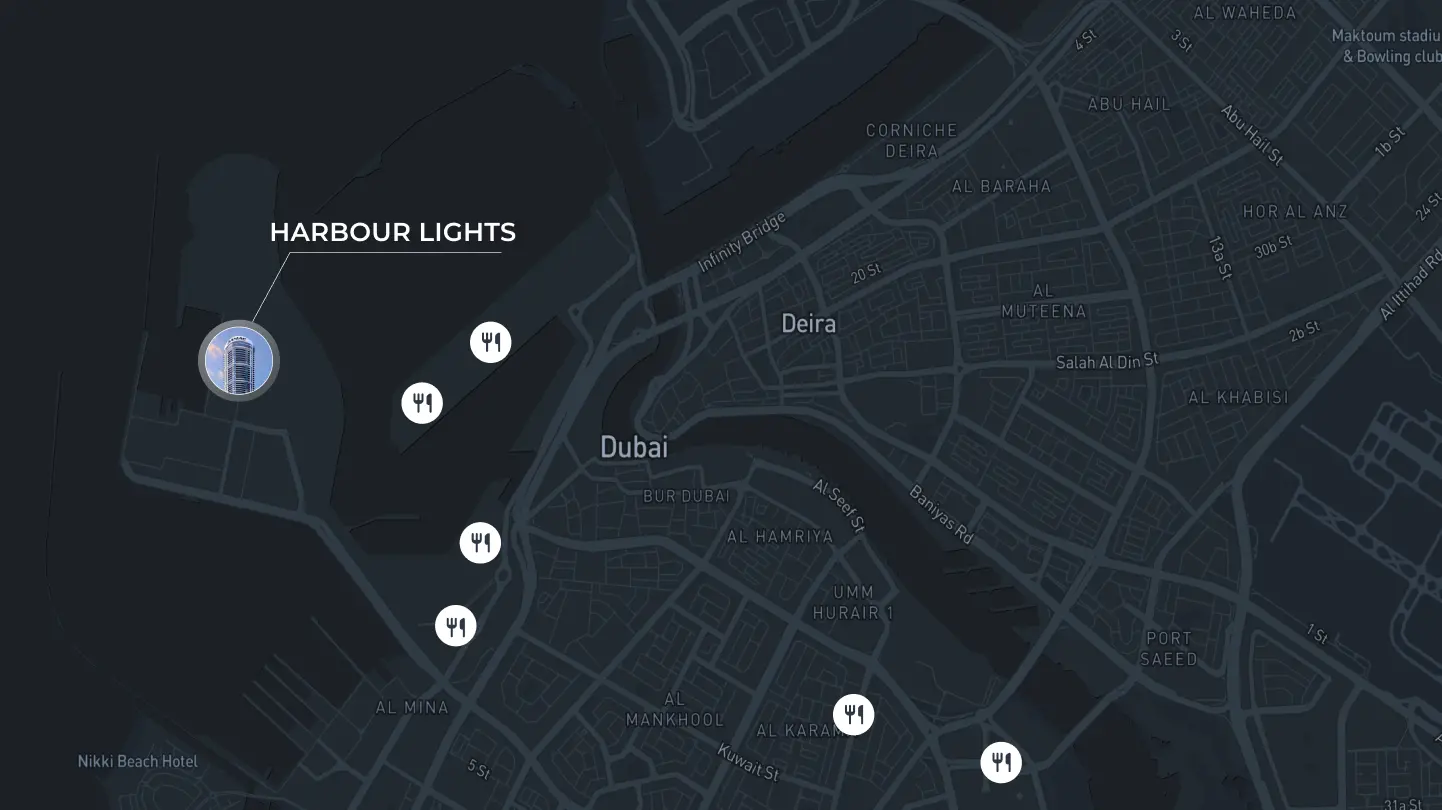 AL WAHEDA
Maktoum
& Bowling club
4 St
3 St
ABU HAIL
Abu Hail St
1b St
CORNICHE
DEIRA
AL BARAHA
HOR AL ANZ
24 St
HARBOUR LIGHTS
Infinity Bridge
13a St
30b St
20 St
Al Ittihad Rd
AL
MUTEENA
Deira
2b St
Salah Al Din St
AL KHABISI
Dubai
BUR DUBAI
Al Seef St
Baniyas Rd
AL HAMRIYA
UMM
HURAIR 1
1 St
PORT
SAEED
AL MINA
AL
MANKHOOL
AL KARAM
Kuwait St
Nikki Beach Hotel
5 St
31a St